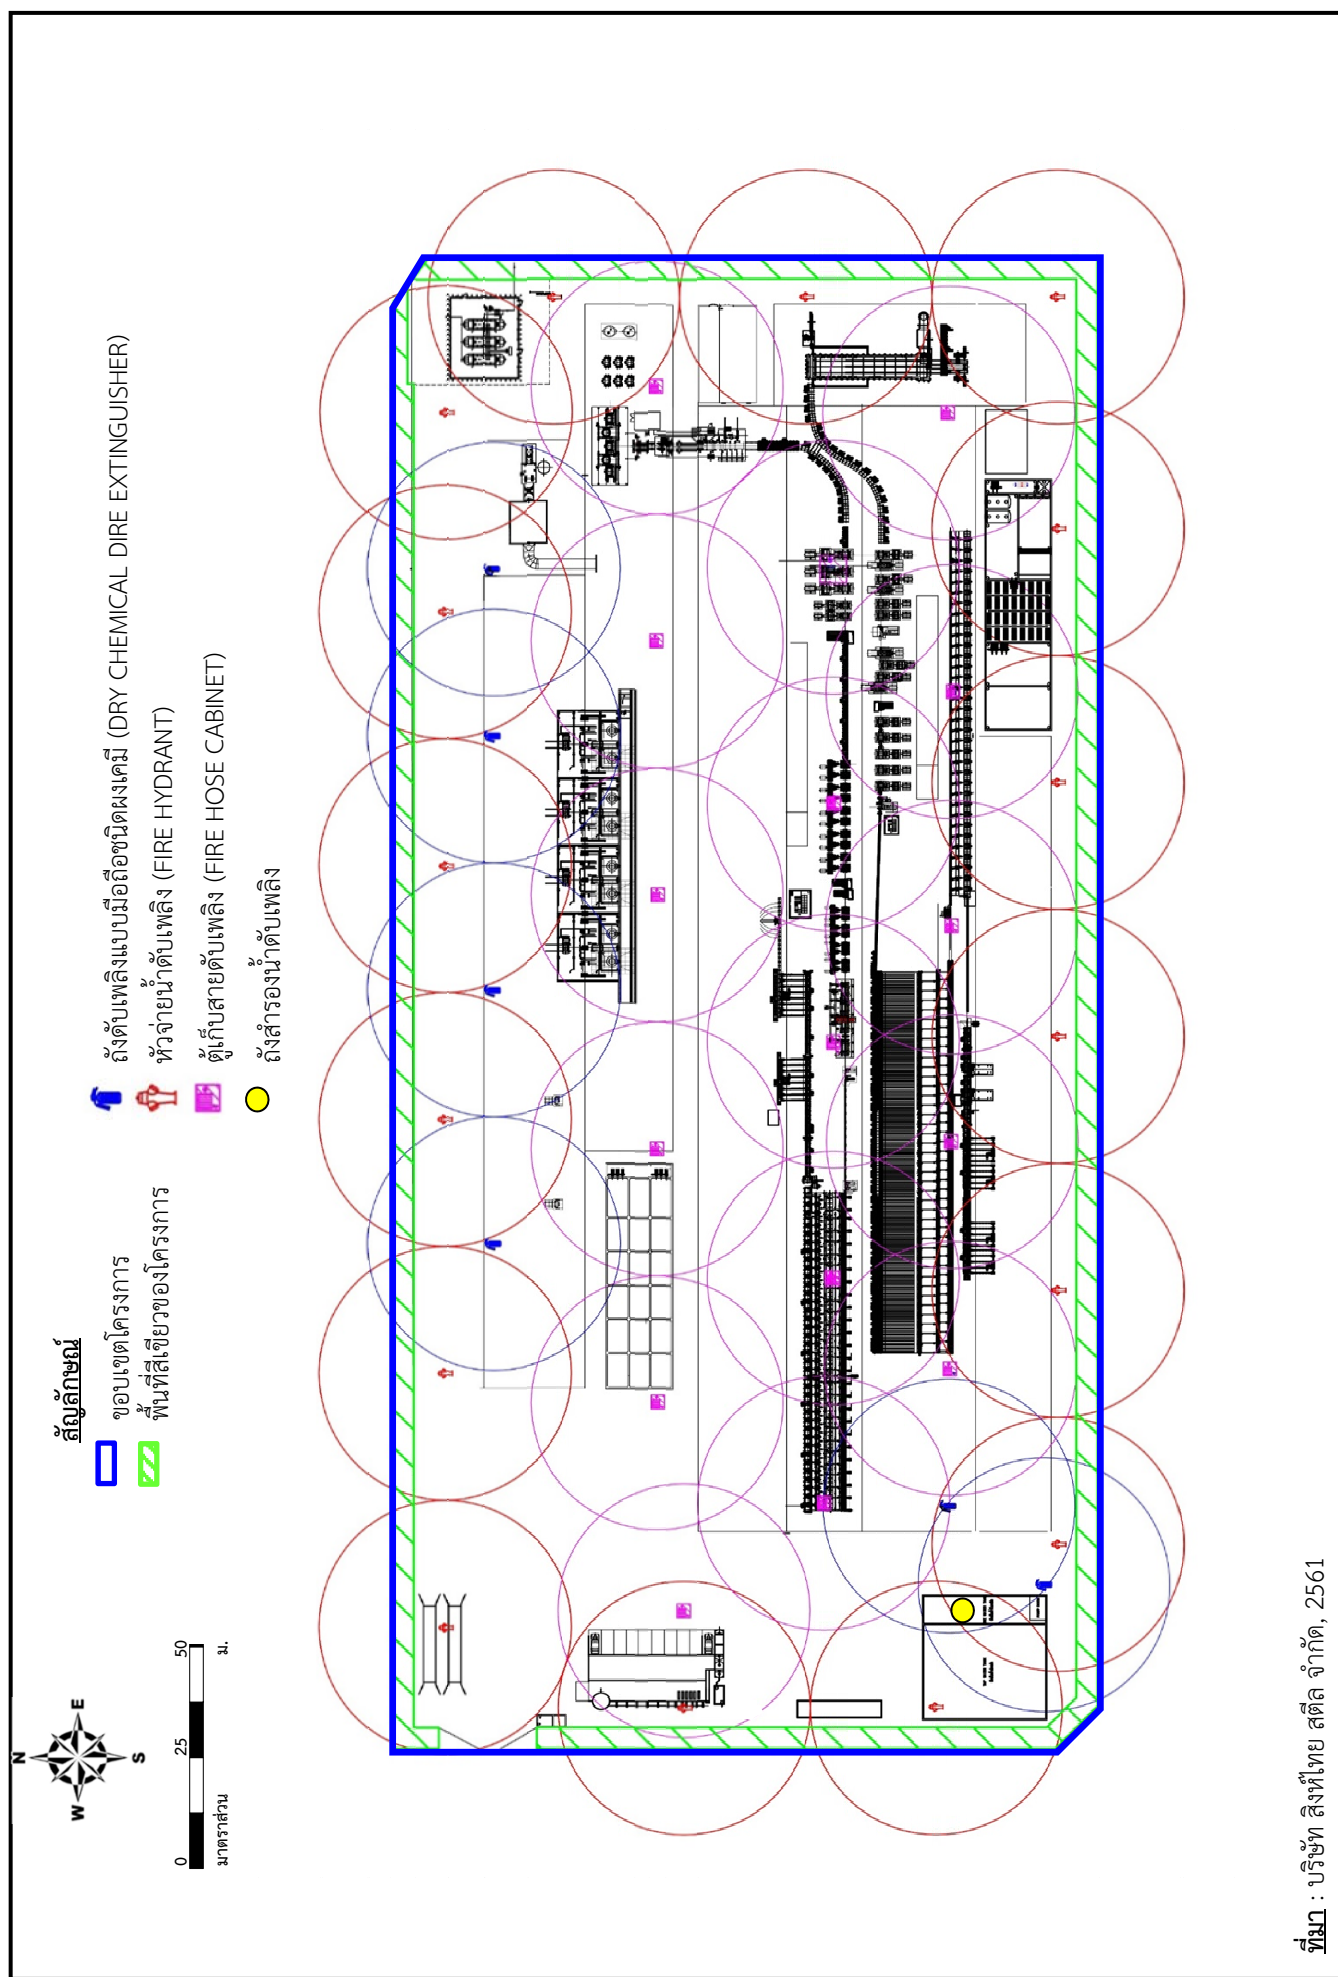 N
W
E
S
0
25
50
มาตราส่วน
ม.
สัญลักษณ์
ขอบเขตโครงการ
พื้นที่สีเขียวของโครงการ
ถังดับเพลิงแบบมือถือชนิดผงเคมี (DRY CHEMICAL DIRE EXTINGUISHER)
หัวจ่ายน้ำดับเพลิง (FIRE HYDRANT)
ตู้เก็บสายดับเพลิง (FIRE HOSE CABINET)
ถังสำรองน้ำดับเพลิง
ที่มา : บริษัท สิงห์ไทย สตีล จำกัด, 2561